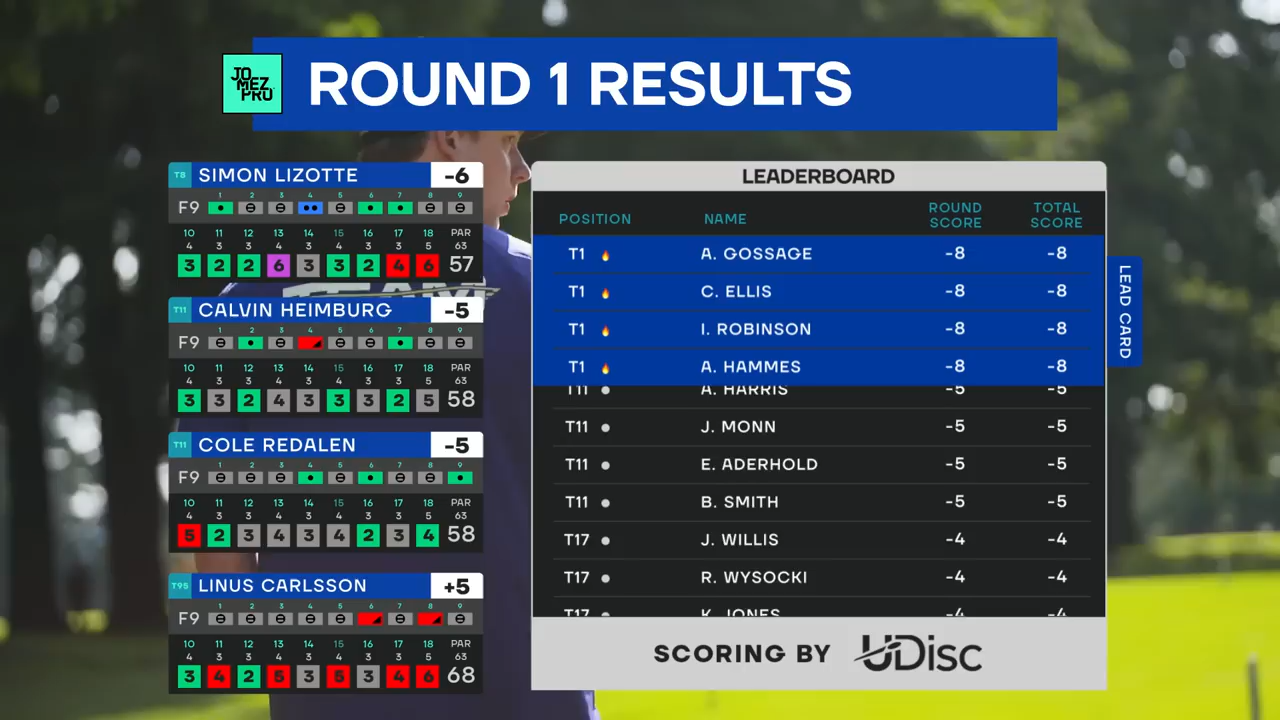 JOMEZPRO
ROUND 1 RESULTS
T8 SIMON LIZOTTE -6
1 2 3 4 5 6 7 8 9
F9
10 11 12 13 14 15 16 17 18 PAR
4 3 3 4 3 4 3 3 5 63
3 2 2 6 3 3 2 4 6 57
T11 CALVIN HEIMBURG -5
1 2 3 4 5 6 7 8 9
F9
10 11 12 13 14 15 16 17 18 PAR
4 3 3 4 3 4 3 3 5 63
3 3 2 4 3 3 3 2 5 58
T11 COLE REDALEN -5
1 2 3 4 5 6 7 8 9
F9
10 11 12 13 14 15 16 17 18 PAR
4 3 3 4 3 4 3 3 5 63
5 2 3 4 3 4 2 3 4 58
T95 LINUS CARLSSON +5
1 2 3 4 5 6 7 8 9
F9
10 11 12 13 14 15 16 17 18 PAR
4 3 3 4 3 4 3 3 5 63
3 4 2 5 3 5 3 4 6 68
LEADERBOARD
POSITION NAME ROUND SCORE TOTAL SCORE
T1 A. GOSSAGE -8 -8
T1 C. ELLIS -8 -8
T1 I. ROBINSON -8 -8
T1 A. HAMMES -8 -8
T11 A. HARRIS -5 -5
T11 J. MONN -5 -5
T11 E. ADERHOLD -5 -5
T11 B. SMITH -5 -5
T17 J. WILLIS -4 -4
T17 R. WYSOCKI -4 -4
T17 K. JONES -4 -4
LEAD CARD
SCORING BY UDisc